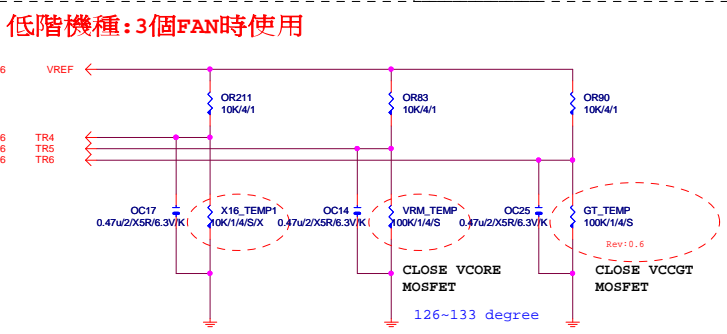 低階機種:3個FAN時使用
6 VREF
OR211
10K/4/1
OR83
10K/4/1
OR90
10K/4/1
6 TR4
6 TR5
6 TR6
OC17
0.47u/2/X5R/6.3V/K
X16_TEMP1
10K/1/4/S/X
OC14
0.47u/2/X5R/6.3V/K
VRM_TEMP
100K/1/4/S
OC25
0.47u/2/X5R/6.3V/K
GT_TEMP
100K/1/4/S
Rev:0.6
CLOSE VCORE
MOSFET
CLOSE VCCGT
MOSFET
126~133 degree